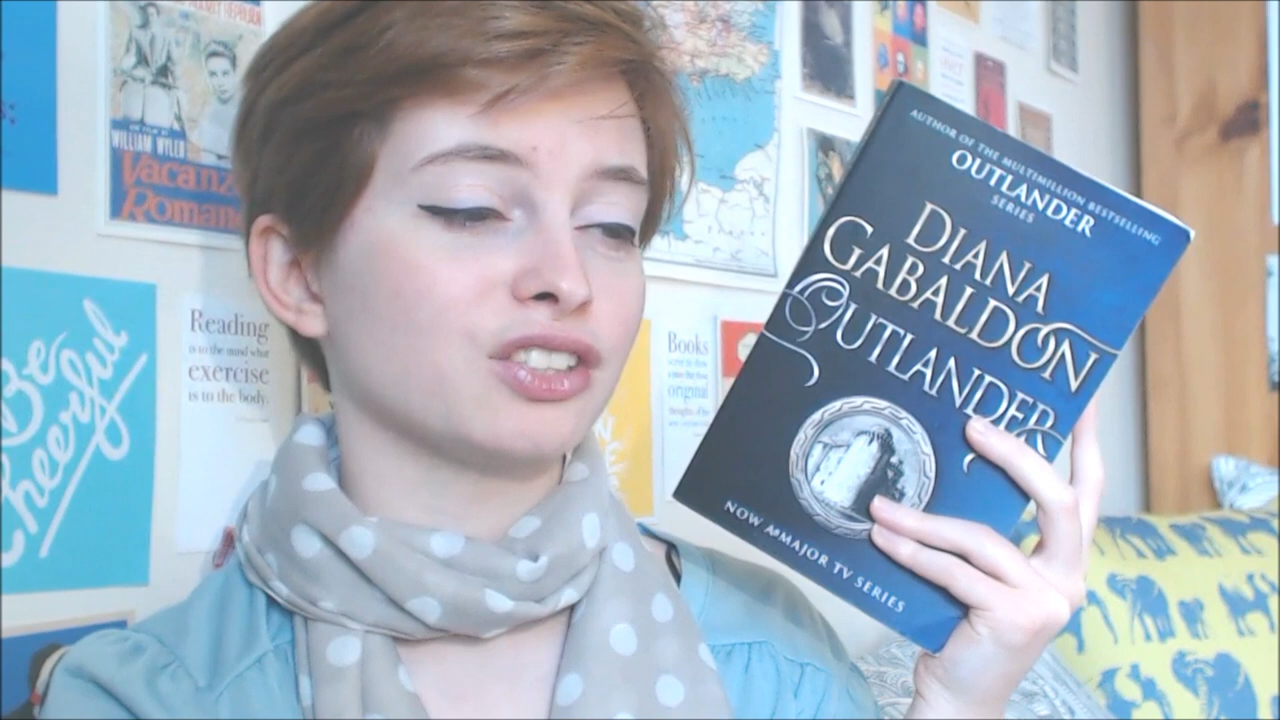 WILLIAM WYLER
Vacanz
Romane
Be
Cheerful
Reading
is to the mind what
exercise
is to the body.
Books
original
AUTHOR OF THE MULTIMILLION BESTSELLING
OUTLANDER
SERIES
DIANA
GABALDON
OUTLANDER
NOW A MAJOR TV SERIES